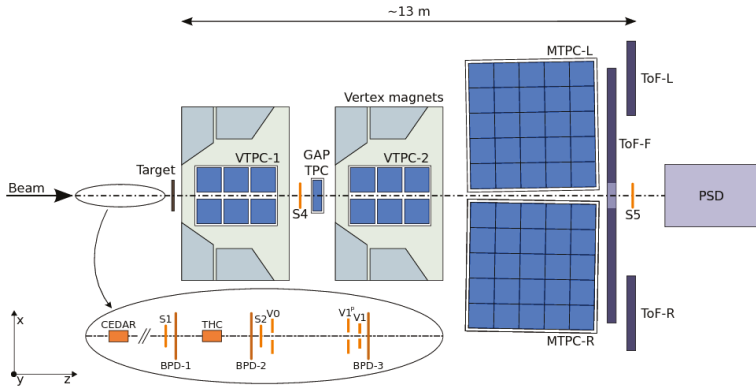 ~13 m
MTPC-L
ToF-L
Vertex magnets
ToF-F
VTPC-1
GAP
TPC
VTPC-2
Target
Beam
S4
S5
PSD
x
y
z
CEDAR
S1
BPD-1
THC
BPD-2
S2
V0
V1ᵖ
V1
BPD-3
ToF-R
MTPC-R